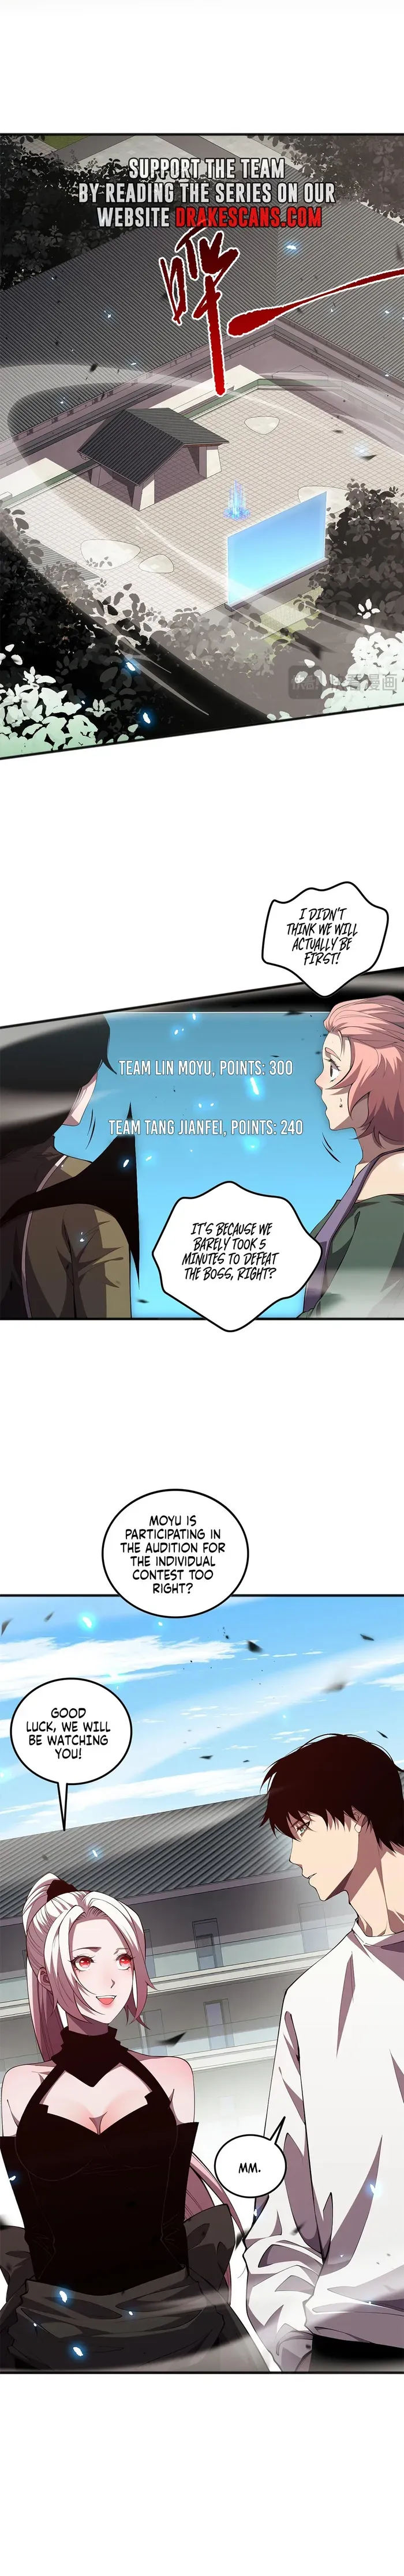 SUPPORT THE TEAM
BY READING THE SERIES ON OUR
WEBSITE DRAKESCANS.COM
I DIDN'T
THINK WE WILL
ACTUALLY BE
FIRST!
TEAM LIN MOYU, POINTS: 300
TEAM TANG JIANFEI, POINTS: 240
IT'S BECAUSE WE
BARELY TOOK 5
MINUTES TO DEFEAT
THE BOSS, RIGHT?
MOYU IS
PARTICIPATING IN
THE AUDITION FOR
THE INDIVIDUAL
CONTEST TOO
RIGHT?
GOOD
LUCK, WE WILL
BE WATCHING
YOU!
MM.